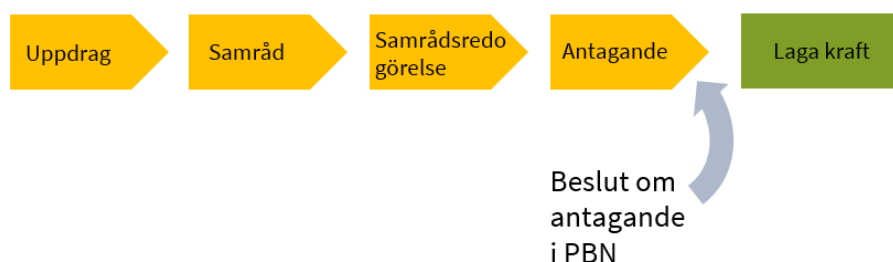 Uppdrag
Samråd
Samrådsredo
görelse
Antagande
Laga kraft
Beslut om
antagande
i PBN